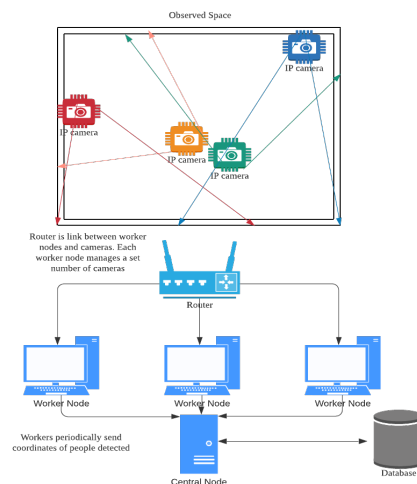 Observed Space
IP camera
IP camera
IP camera
IP camera
Router is link between worker
nodes and cameras. Each
worker node manages a set
number of cameras
Router
Worker Node
Worker Node
Worker Node
Workers periodically send
coordinates of people detected
Database
Central Node